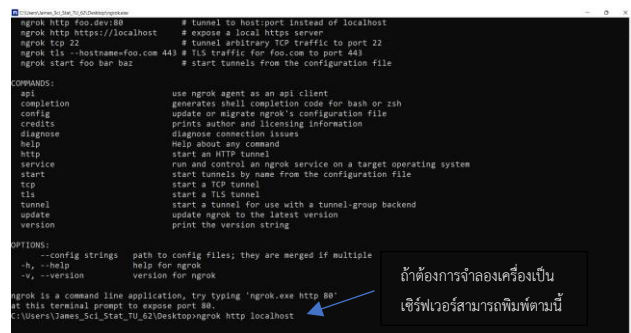 C:\Users\James_Sci_Stat_TU_62\Desktop\ngrok.exe
ngrok http foo.dev:80 # tunnel to host:port instead of localhost
ngrok http https://localhost # expose a local https server
ngrok tcp 22 # tunnel arbitrary TCP traffic to port 22
ngrok tls --hostname=foo.com 443 # TLS traffic for foo.com to port 443
ngrok start foo bar baz # start tunnels from the configuration file
COMMANDS:
api use ngrok agent as an api client
completion generates shell completion code for bash or zsh
config update or migrate ngrok's configuration file
credits prints author and licensing information
diagnose diagnose connection issues
help Help about any command
http start an HTTP tunnel
service run and control an ngrok service on a target operating system
start start tunnels by name from the configuration file
tcp start a TCP tunnel
tls start a TLS tunnel
tunnel start a tunnel for use with a tunnel-group backend
update update ngrok to the latest version
version print the version string
OPTIONS:
--config strings path to config files; they are merged if multiple
-h, --help help for ngrok
-v, --version version for ngrok
ngrok is a command line application, try typing 'ngrok.exe http 80'
at this terminal prompt to expose port 80.
C:\Users\James_Sci_Stat_TU_62\Desktop>ngrok http localhost
ถ้าต้องการจำลองเครื่องเป็น
เซิร์ฟเวอร์สามารถพิมพ์ตามนี้